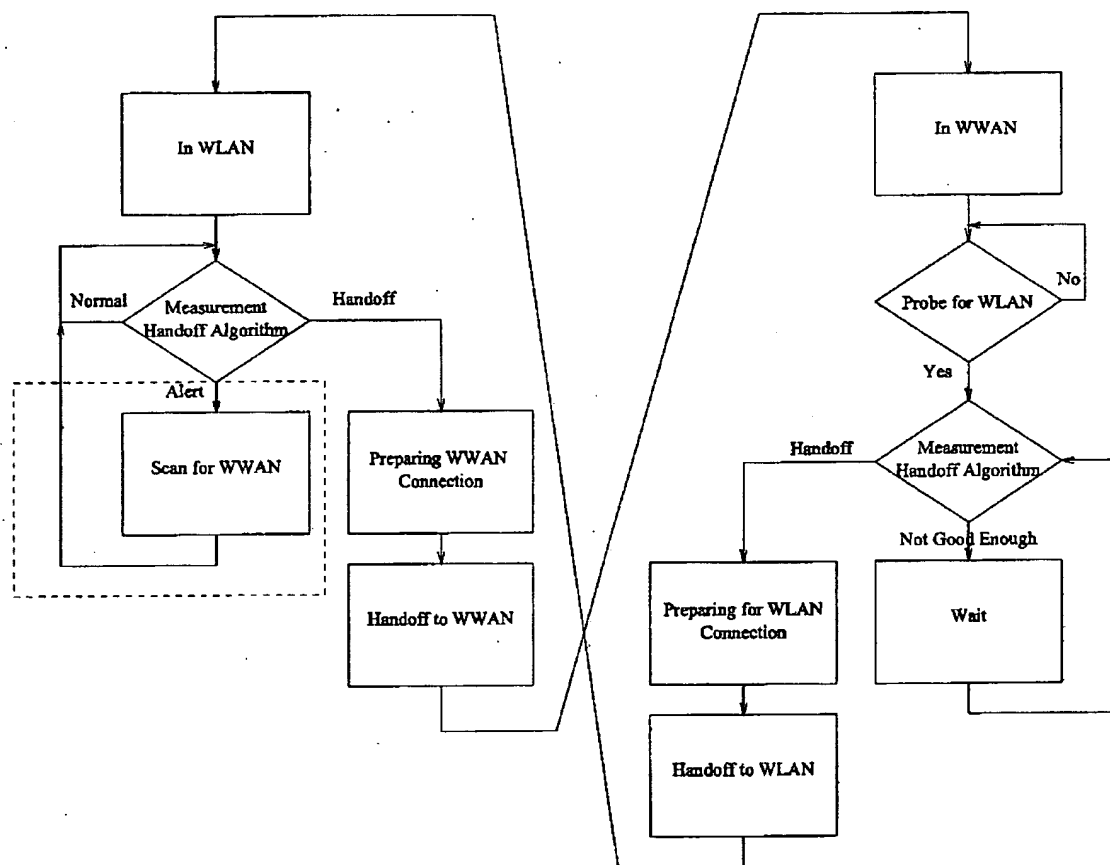 In WLAN
Normal
Measurement
Handoff Algorithm
Handoff
Alert
Scan for WWAN
Preparing WWAN
Connection
Handoff to WWAN
In WWAN
Probe for WLAN
No
Yes
Handoff
Measurement
Handoff Algorithm
Not Good Enough
Preparing for WLAN
Connection
Wait
Handoff to WLAN